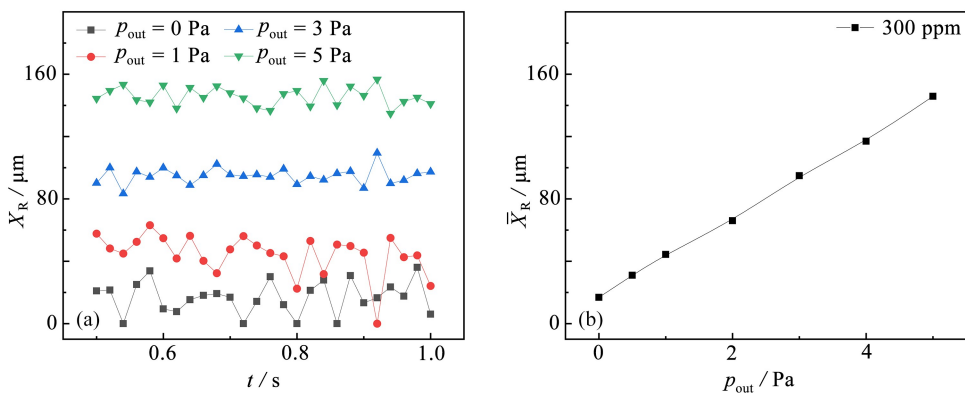 p_out = 0 Pa
p_out = 3 Pa
p_out = 1 Pa
p_out = 5 Pa
160
80
0
X_R / μm
(a)
0.6
0.8
1.0
t / s
300 ppm
160
80
0
X̄_R / μm
(b)
0
2
4
p_out / Pa